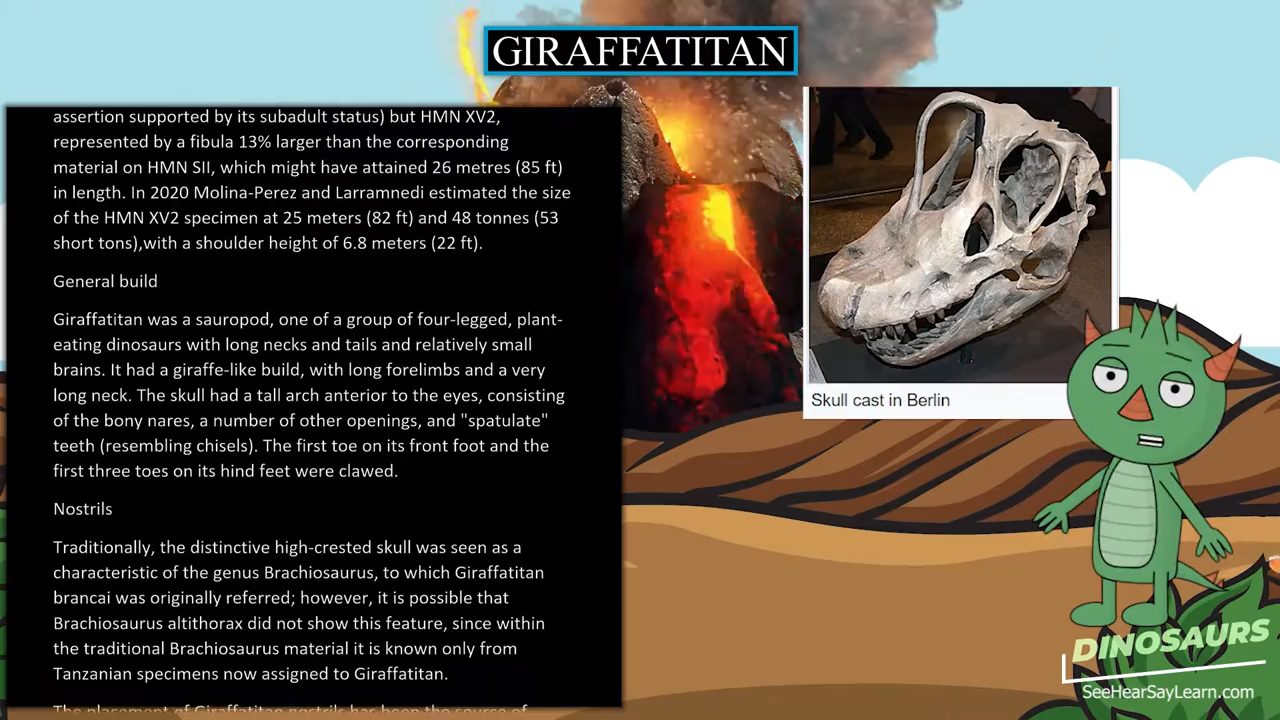 GIRAFFATITAN
assertion supported by its subadult status) but HMN XV2,
represented by a fibula 13% larger than the corresponding
material on HMN SII, which might have attained 26 metres (85 ft)
in length. In 2020 Molina-Perez and Larramnedi estimated the size
of the HMN XV2 specimen at 25 meters (82 ft) and 48 tonnes (53
short tons),with a shoulder height of 6.8 meters (22 ft).
General build
Giraffatitan was a sauropod, one of a group of four-legged, plant-
eating dinosaurs with long necks and tails and relatively small
brains. It had a giraffe-like build, with long forelimbs and a very
long neck. The skull had a tall arch anterior to the eyes, consisting
of the bony nares, a number of other openings, and "spatulate"
teeth (resembling chisels). The first toe on its front foot and the
first three toes on its hind feet were clawed.
Nostrils
Traditionally, the distinctive high-crested skull was seen as a
characteristic of the genus Brachiosaurus, to which Giraffatitan
brancai was originally referred; however, it is possible that
Brachiosaurus altithorax did not show this feature, since within
the traditional Brachiosaurus material it is known only from
Tanzanian specimens now assigned to Giraffatitan.
The placement of Giraffatitan nostrils has been the source of
Skull cast in Berlin
DINOSAURS
SeeHearSayLearn.com